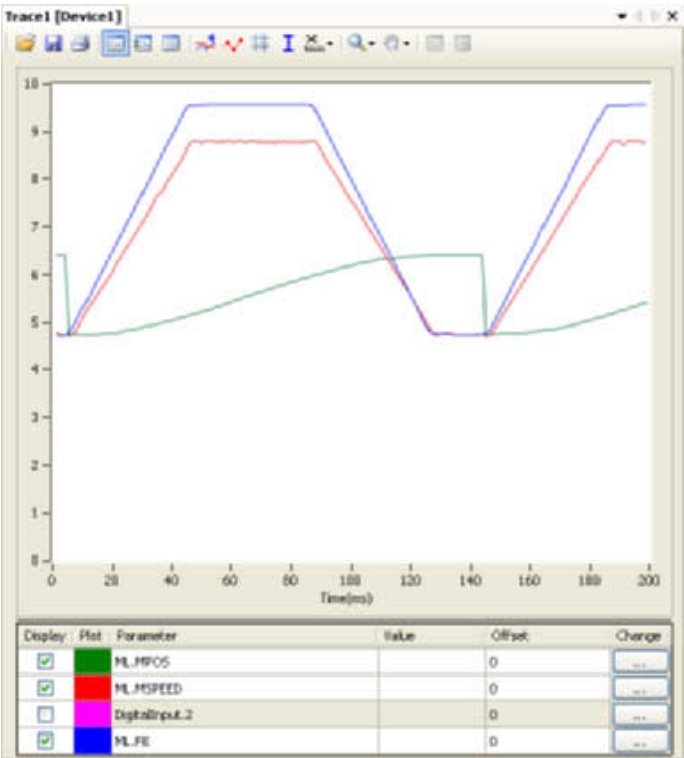 Trace1 [Device1]
10
9
8
7
6
5
4
3
2
1
0
0 20 40 60 80 100 120 140 160 180 200
Time(ms)
Display Plot Parameter Value Offset Change
ML.MPOS 0 ...
ML.MSPEED 0 ...
DigitalInput.2 0 ...
ML.FE 0 ...